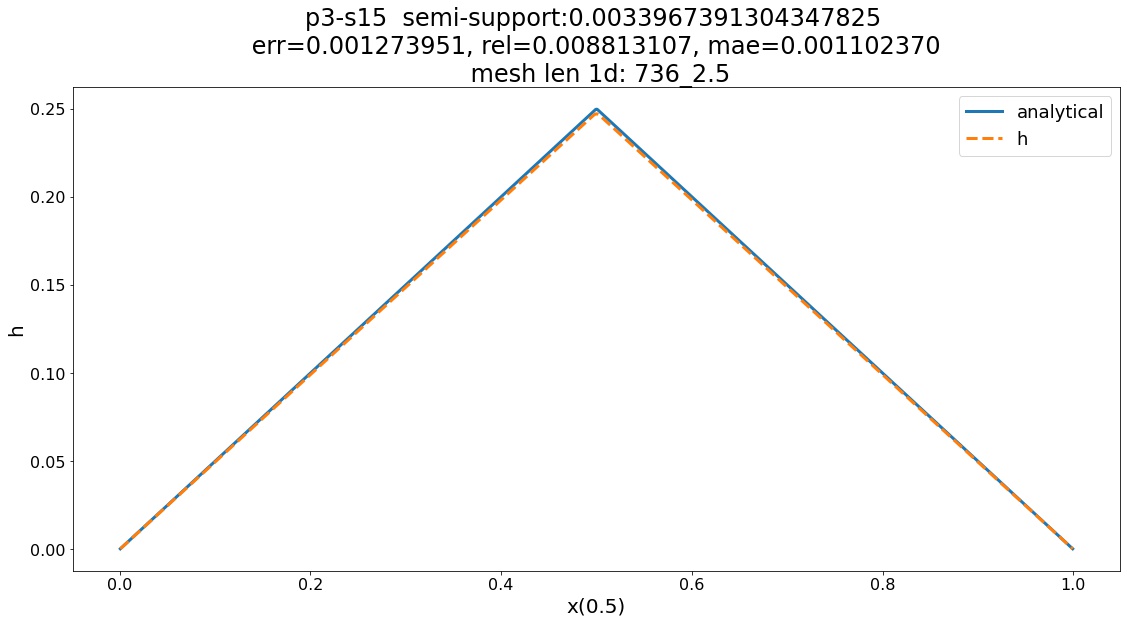 p3-s15  semi-support:0.0033967391304347825
err=0.001273951, rel=0.008813107, mae=0.001102370
mesh len 1d: 736_2.5
analytical
h
0.25
0.20
0.15
0.10
0.05
0.00
h
0.0
0.2
0.4
0.6
0.8
1.0
x(0.5)